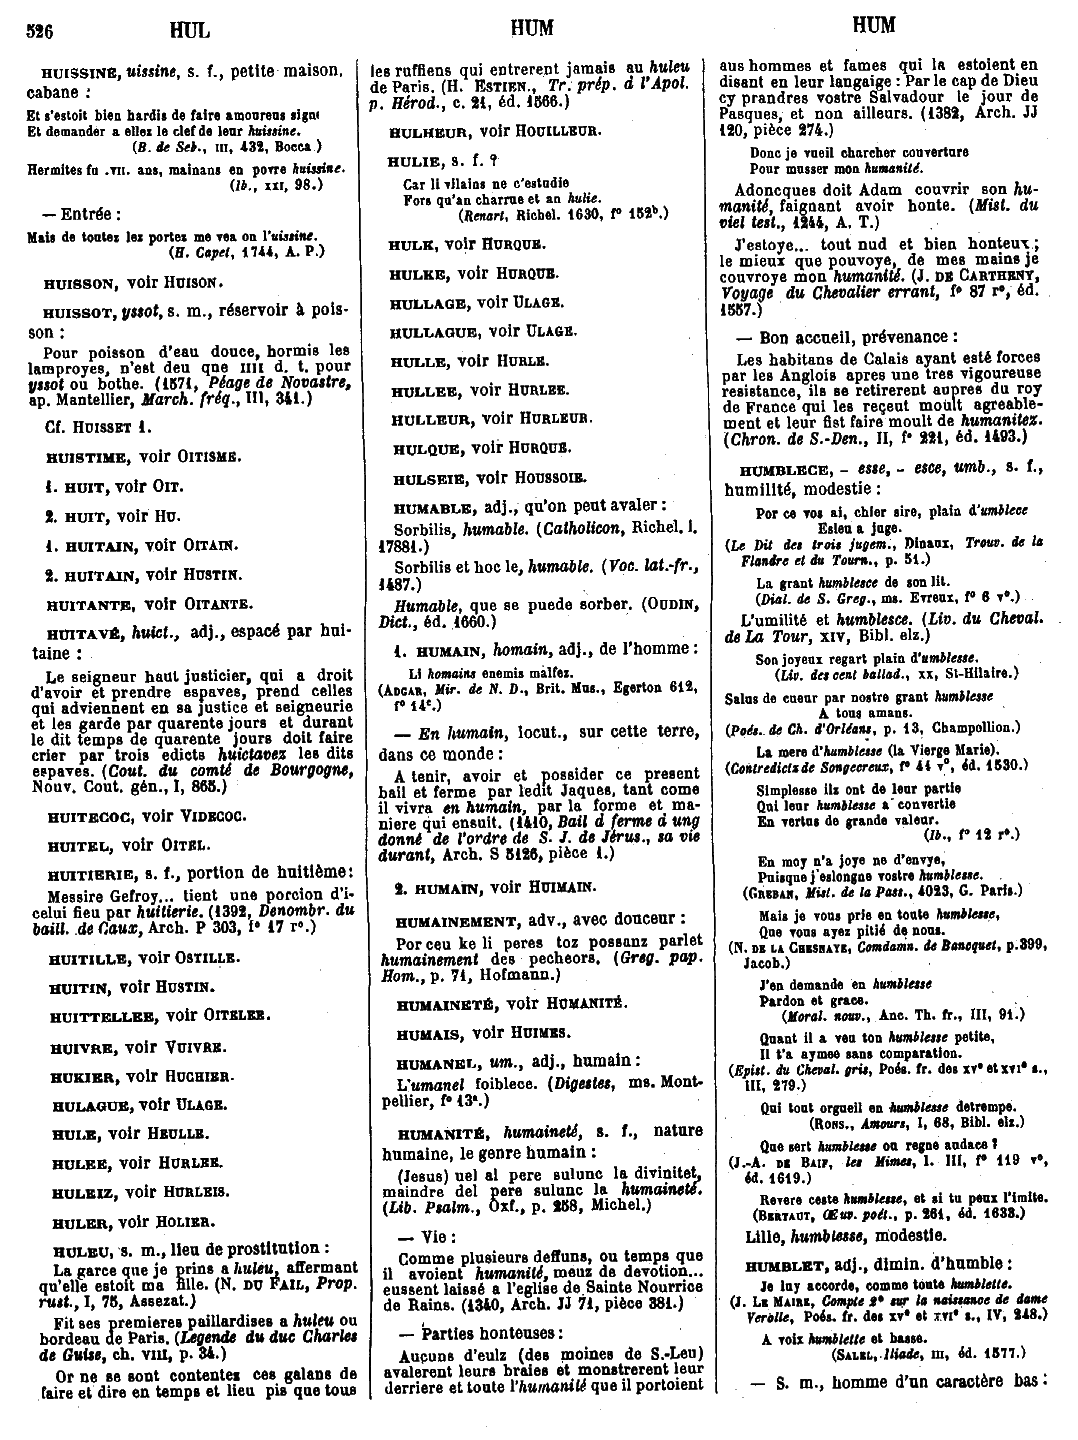 526 HUL HUM HUM
HUISSINE, uissine, s. f., petite maison,
cabane :
Et s'estoit bien hardis de faire amoureus signe
Et demander a ellez le clef de leur huissine.
(B. de Seb., III, 432, Bocca.)
Hermites fu .VII. ans, mainans en povre huissine.
(Ib., XXI, 98.)
— Entrée :
Mais de toutez lez portez me vea on l'uissine.
(H. Capet, 1744, A. P.)
HUISSON, voir HUISON.
HUISSOT, yssot, s. m., réservoir à pois-
son :
Pour poisson d'eau douce, hormis les
lamproyes, n'est deu que IIII d. t. pour
yssot ou bothe. (1571, Péage de Novastre,
ap. Mantellier, March. fréq., III, 341.)
Cf. HUISSET 1.
HUISTIME, voir OITISME.
1. HUIT, voir OIT.
2. HUIT, voir HU.
1. HUITAIN, voir OITAIN.
2. HUITAIN, voir HUSTIN.
HUITANTE, voir OITANTE.
HUITAVÉ, huict., adj., espacé par hui-
taine :
Le seigneur haut justicier, qui a droit
d'avoir et prendre espaves, prend celles
qui adviennent en sa justice et seigneurie
et les garde par quarente jours et durant
le dit temps de quarente jours doit faire
crier par trois edicts huictavez les dits
espaves. (Cout. du comté de Bourgogne,
Nouv. Cout. gén., I, 865.)
HUITECOC, voir VIDECOC.
HUITEL, voir OITEL.
HUITIERIE, s. f., portion de huitième:
Messire Gefroy... tient une porcion d'i-
celui fieu par huitierie. (1392, Denombr. du
baill. de Caux, Arch. P 303, f° 17 r°.)
HUITILLE, voir OSTILLE.
HUITIN, voir HUSTIN.
HUITTELLEE, voir OITELEE.
HUIVRE, voir VUIVRE.
HUKIER, voir HUCHIER.
HULAGUE, voir ULAGE.
HULE, voir HEULLE.
HULEE, voir HURLEE.
HULEIZ, voir HURLEIS.
HULER, voir HOLIER.
HULEU, s. m., lieu de prostitution :
La garce que je prins a huleu, affermant
qu'elle estoit ma fille. (N. DU FAIL, Prop.
rust., I, 75, Assezat.)
Fit ses premieres paillardises a huleu ou
bordeau de Paris. (Legende du duc Charles
de Guise, ch. VIII, p. 34.)
Or ne se sont contentez ces galans de
faire et dire en temps et lieu pis que tous
les ruffiens qui entrerent jamais au huleu
de Paris. (H. ESTIEN., Tr. prép. à l'Apol.
p. Hérod., c. 21, éd. 1566.)
HULHEUR, voir HOUILLEUR.
HULIE, s. f. ?
Car li vilains ne c'estudie
Fors qu'an charrue et an hulie.
(Renart, Richel. 1630, f° 152b.)
HULK, voir HURQUE.
HULKE, voir HURQUE.
HULLAGE, voir ULAGE.
HULLAGUE, voir ULAGE.
HULLE, voir HURLE.
HULLEE, voir HURLEE.
HULLEUR, voir HURLEUR.
HULQUE, voir HURQUE.
HULSEIE, voir HOUSSOIE.
HUMABLE, adj., qu'on peut avaler :
Sorbilis, humable. (Catholicon, Richel. l.
17881.)
Sorbilis et hoc le, humable. (Voc. lat.-fr.,
1487.)
Humable, que se puede sorber. (OUDIN,
Dict., éd. 1660.)
1. HUMAIN, homain, adj., de l'homme :
Li homains enemis malfez.
(ADGAR, Mir. de N. D., Brit. Mus., Egerton 612,
f° 14c.)
— En humain, locut., sur cette terre,
dans ce monde :
A tenir, avoir et possider ce present
bail et ferme par ledit Jaques, tant come
il vivra en humain, par la forme et ma-
niere qui ensuit. (1410, Bail à ferme à ung
donné de l'ordre de S. J. de Jérus., sa vie
durant, Arch. S 5126, pièce 1.)
2. HUMAIN, voir HUIMAIN.
HUMAINEMENT, adv., avec douceur :
Por ceu ke li peres toz possanz parlet
humainement des pecheors. (Greg. pap.
Hom., p. 71, Hofmann.)
HUMAINETÉ, voir HUMANITÉ.
HUMAIS, voir HUIMES.
HUMANEL, um., adj., humain :
L'umanel foiblece. (Digestes, ms. Mont-
pellier, f° 13a.)
HUMANITÉ, humaineté, s. f., nature
humaine, le genre humain :
(Jesus) uel al pere sulunc la divinitet,
maindre del pere sulunc la humaineté.
(Lib. Psalm., Oxf., p. 258, Michel.)
— Vie :
Comme plusieurs deffuns, ou temps que
il avoient humanité, meuz de devotion...
eussent laissé a l'eglise de Sainte Nourrice
de Rains. (1340, Arch. JJ 71, pièce 381.)
— Parties honteuses :
Aucuns d'eulz (des moines de S.-Leu)
avalerent leurs braies et monstrerent leur
derriere et toute l'humanité que il portoient
aus hommes et fames qui la estoient en
disant en leur langaige : Par le cap de Dieu
cy prandres vostre Salvadour le jour de
Pasques, et non ailleurs. (1382, Arch. JJ
120, pièce 274.)
Donc je vueil charcher couverture
Pour musser mon humanité.
Adoncques doit Adam couvrir son hu-
manité, faignant avoir honte. (Mist. du
viel test., 1244, A. T.)
J'estoye... tout nud et bien honteux ;
le mieux que pouvoye, de mes mains je
couvroye mon humanité. (J. DE CARTHENY,
Voyage du Chevalier errant, f° 87 r°, éd.
1557.)
— Bon accueil, prévenance :
Les habitans de Calais ayant esté forces
par les Anglois apres une tres vigoureuse
resistance, ils se retirerent aupres du roy
de France qui les reçeut moult agreable-
ment et leur fist faire moult de humanitez.
(Chron. de S.-Den., II, f° 221, éd. 1493.)
HUMBLECE, - esse, - esce, umb., s. f.,
humilité, modestie :
Por ce vos ai, chier sire, plain d'umblece
Esleu a juge.
(Le Dit des trois jugem., Dinaux, Trouv. de la
Flandre et du Tourn., p. 51.)
La grant humblesce de son lit.
(Dial. de S. Greg., ms. Evreux, f° 6 v°.)
L'umilité et humblesce. (Liv. du Cheval.
de La Tour, XIV, Bibl. elz.)
Son joyeux regart plain d'umblesse.
(Liv. des cent ballad., XX, St-Hilaire.)
Salus de cueur par nostre grant humblesse
A tous amans.
(Poés. de Ch. d'Orléans, p. 13, Champollion.)
La mere d'humblesse (la Vierge Marie).
(Contredictz de Songecreux, f° 44 v°, éd. 1530.)
Simplesse ilz ont de leur partie
Qui leur humblesse a convertie
En vertus de grande valeur.
(Ib., f° 12 r°.)
En moy n'a joye ne d'envye,
Puisque j'eslongne vostre humblesse.
(GREBAN, Mist. de la Pass., 4023, G. Paris.)
Mais je vous prie en toute humblesse,
Que vous ayez pitié de nous.
(N. DE LA CHESNAYE, Comdamn. de Bancquet, p. 399,
Jacob.)
J'en demande en humblesse
Pardon et grace.
(Moral. nouv., Anc. Th. fr., III, 91.)
Quant il a veu ton humblesse petite,
Il t'a aymee sans comparation.
(Epist. du Cheval. gris, Poés. fr. des XVe et XVIe s.,
III, 279.)
Qui tout orgueil en humblesse detrempe.
(RONS., Amours, I, 68, Bibl. elz.)
Que sert humblesse ou regne audace ?
(J.-A. DE BAIF, les Mimes, l. III, f° 119 v°,
éd. 1619.)
Revere ceste humblesse, et si tu peux l'imite.
(BERTAUT, Œuv. poét., p. 261, éd. 1633.)
Lille, humblesse, modestie.
HUMBLET, adj., dimin. d'humble :
Je luy accorde, comme toute humblette.
(J. LE MAIRE, Compte 2e sur la naissance de dame
Verolle, Poés. fr. des XVe et XVIe s., IV, 248.)
A voix humblette et basse.
(SALEL, Iliade, III, éd. 1577.)
— S. m., homme d'un caractère bas :